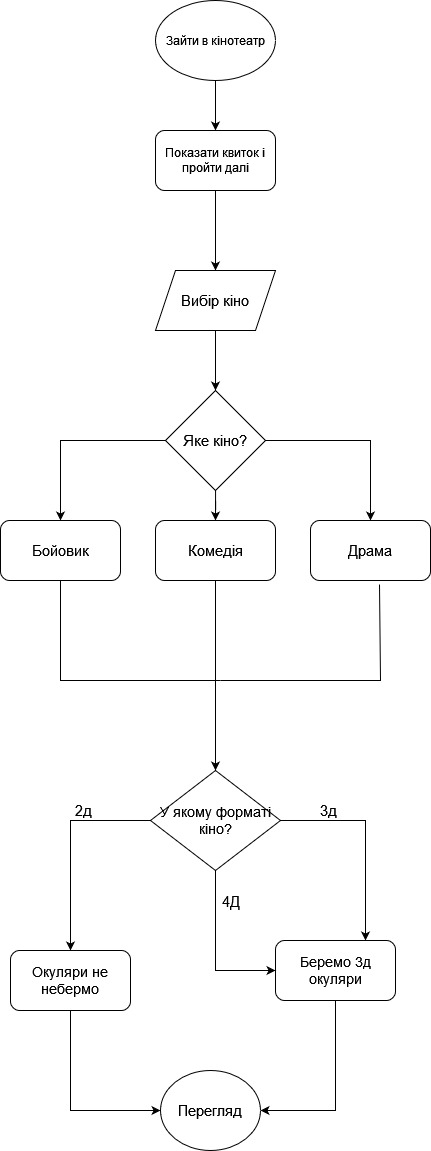 Зайти в кінотеатр
Показати квиток і
пройти далі
Вибір кіно
Яке кіно?
Бойовик
Комедія
Драма
У якому форматі
кіно?
2д
3д
4Д
Окуляри не
небермо
Беремо 3д
окуляри
Перегляд